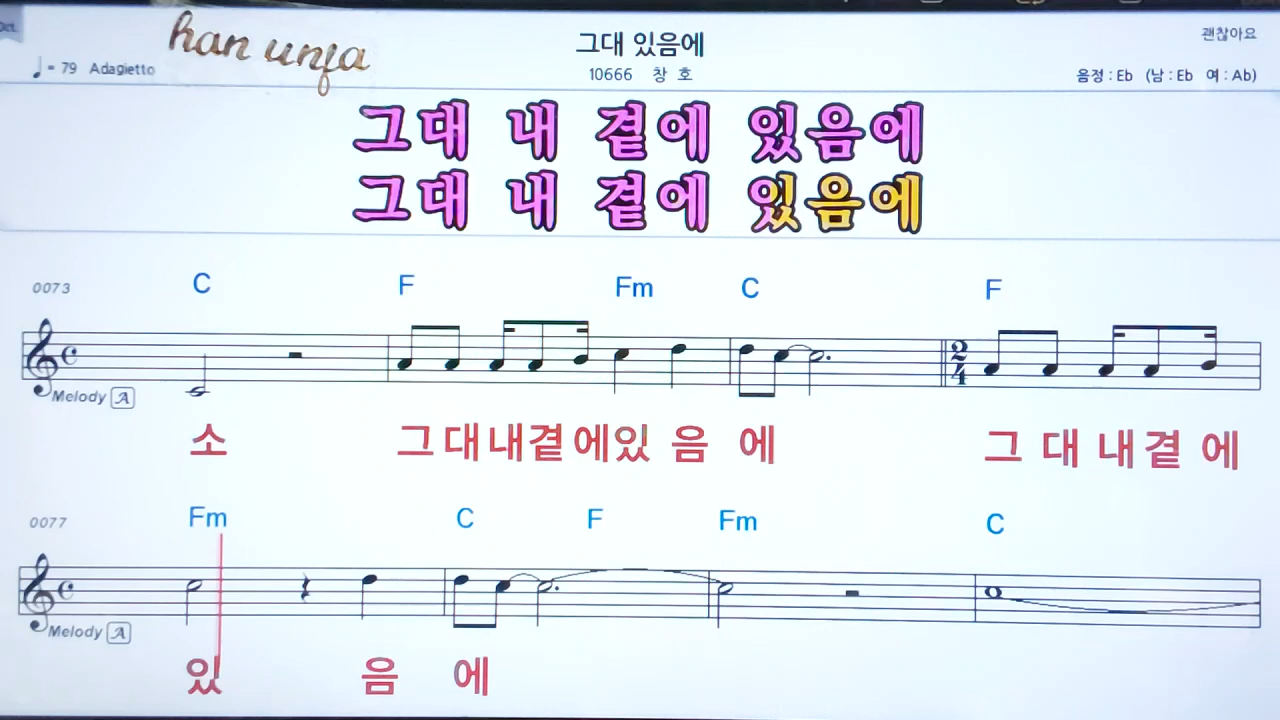 Oct.
han unja
그대 있음에
괜찮아요
♩= 79 Adagietto
10666 창 호
음정 : Eb (남 : Eb 여 : Ab)
그대 내 곁에 있음에
그대 내 곁에 있음에
0073 C F Fm C F
2/4
Melody A
소 그대내곁에있 음 에 그 대 내곁 에
0077 Fm C F Fm C
Melody A
있 음 에